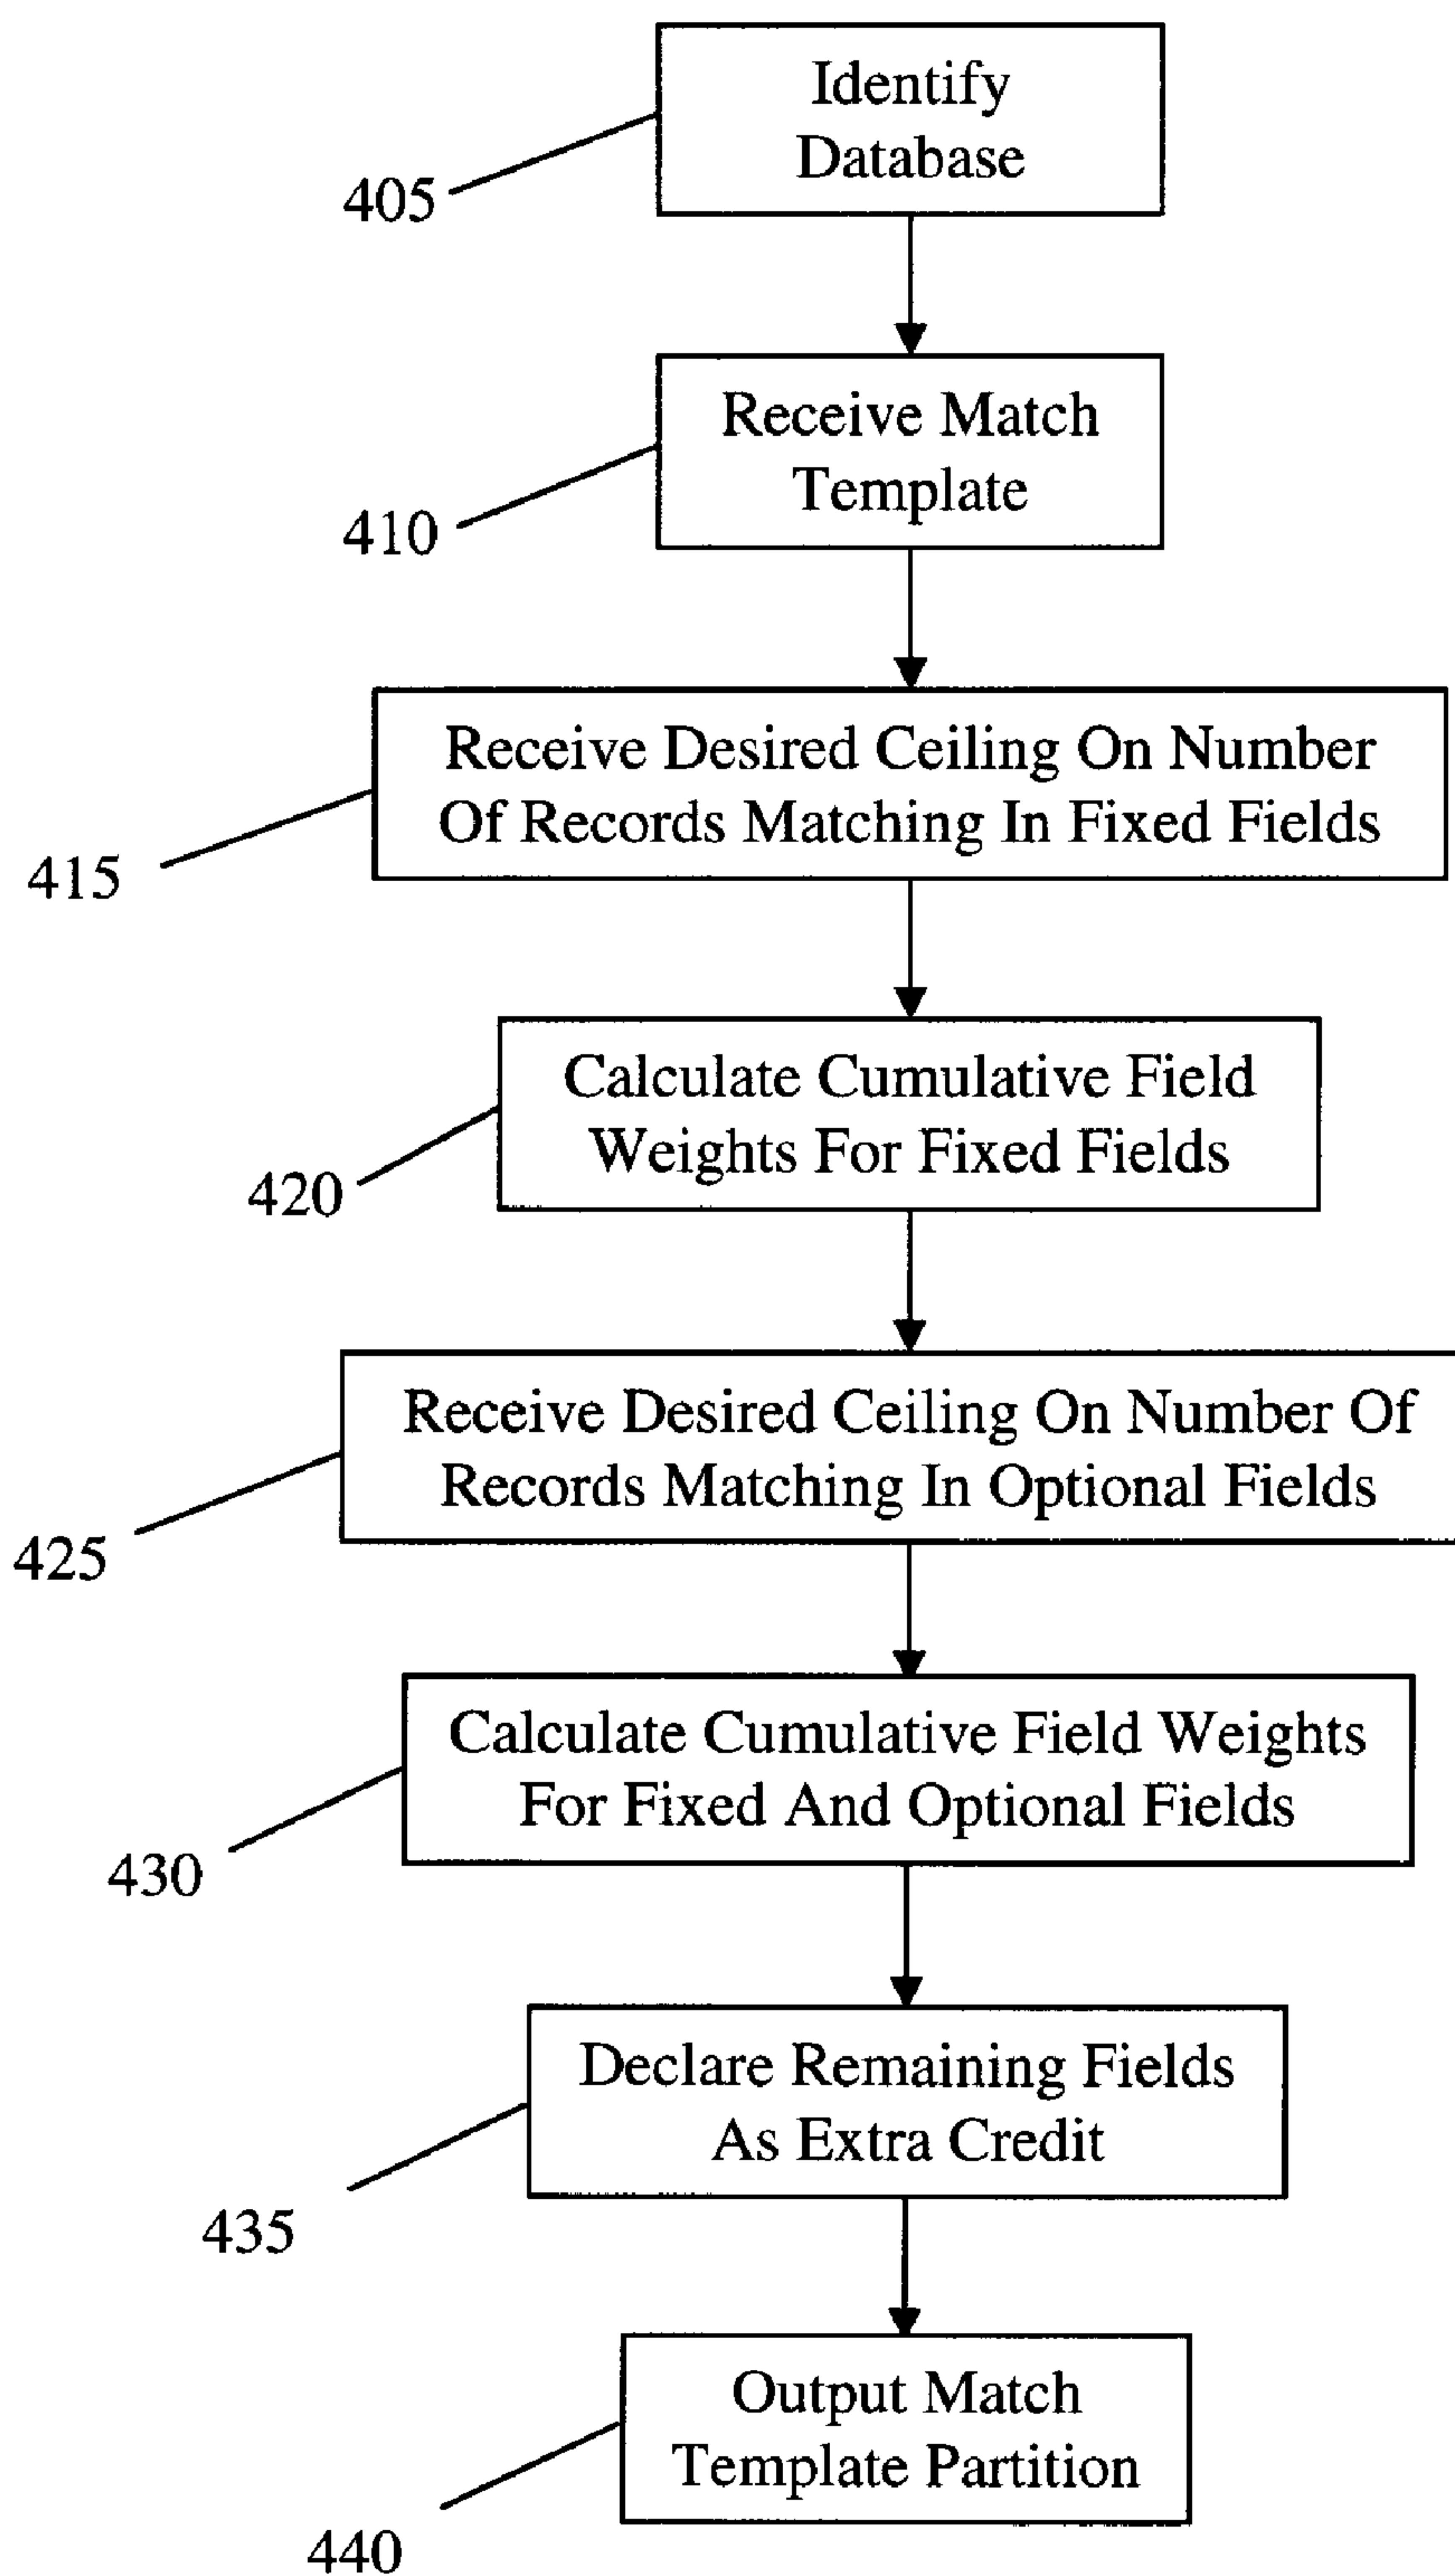 Identify
Database
405
Receive Match
Template
410
Receive Desired Ceiling On Number
Of Records Matching In Fixed Fields
415
Calculate Cumulative Field
Weights For Fixed Fields
420
Receive Desired Ceiling On Number Of
Records Matching In Optional Fields
425
Calculate Cumulative Field Weights
For Fixed And Optional Fields
430
Declare Remaining Fields
As Extra Credit
435
Output Match
Template Partition
440